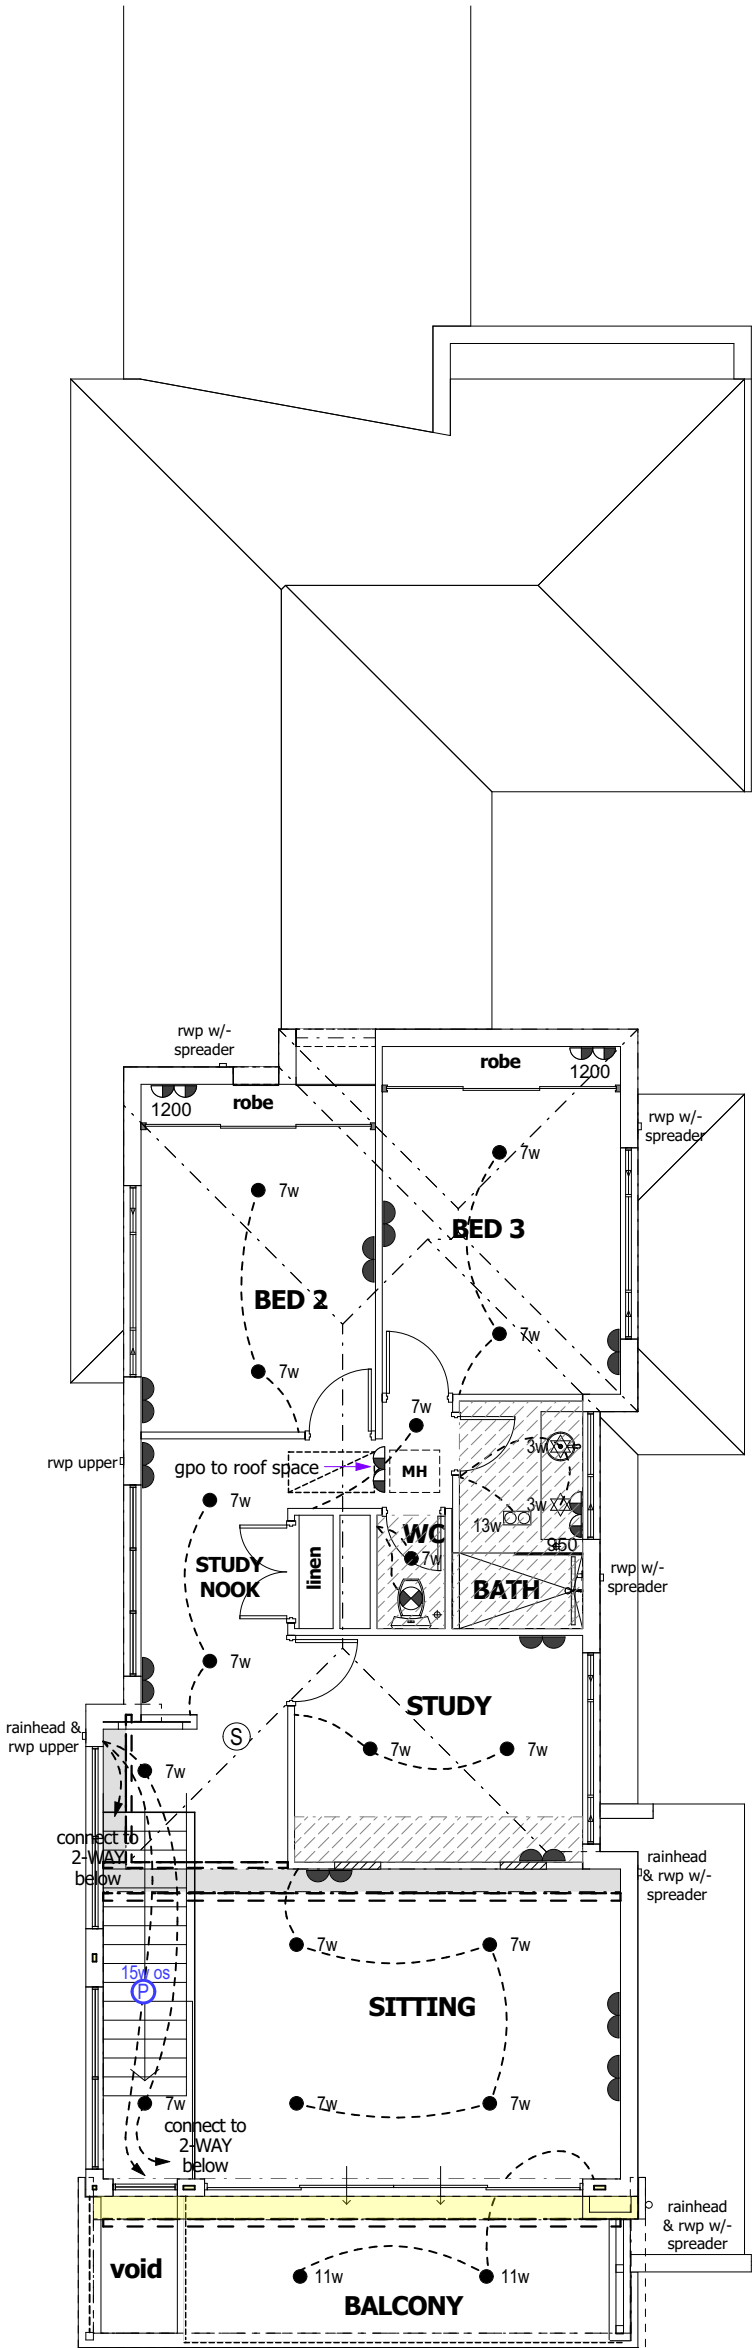 rwp w/-
spreader
robe
1200
1200
robe
rwp w/-
spreader
7w
7w
BED 3
BED 2
7w
7w
7w
rwp upper
gpo to roof space
MH
3w
7w
3w
13w
WC
7w
950
STUDY
NOOK
linen
BATH
rwp w/-
spreader
7w
STUDY
rainhead &
rwp upper
S
7w
7w
7w
connect to
2-WAY
below
rainhead
& rwp w/-
spreader
7w
7w
15w os
P
SITTING
7w
7w
7w
connect to
2-WAY
below
rainhead
& rwp w/-
spreader
void
11w
11w
BALCONY